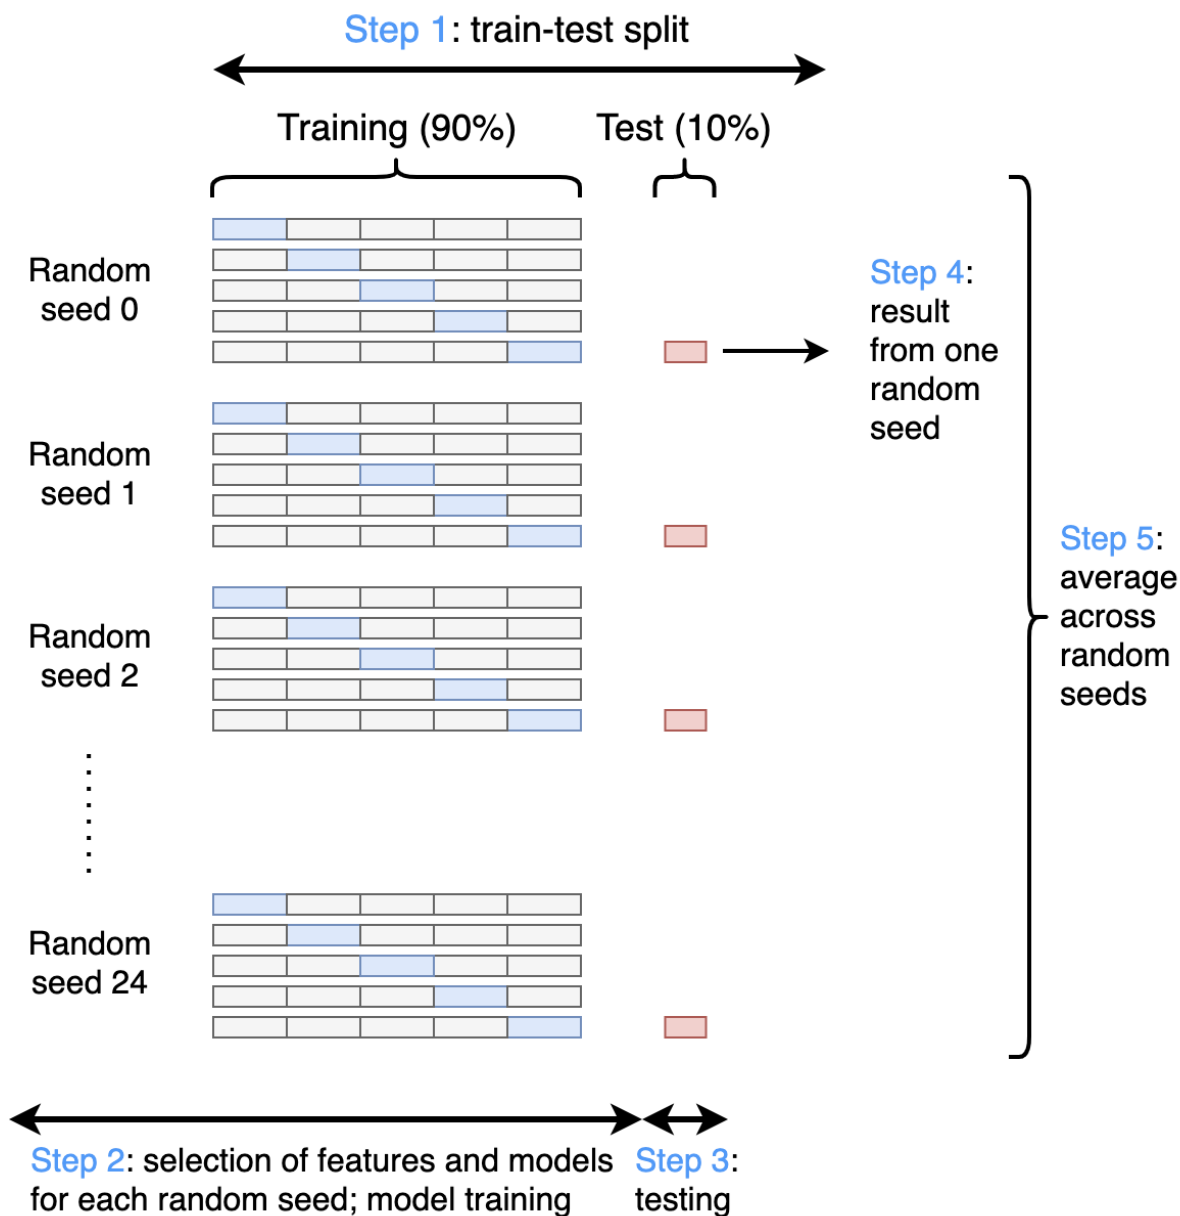 Step 1: train-test split
Training (90%)
Test (10%)
Random
seed 0
Step 4:
result
from one
random
seed
Random
seed 1
Step 5:
average
across
random
seeds
Random
seed 2
Random
seed 24
Step 2: selection of features and models
for each random seed; model training
Step 3:
testing